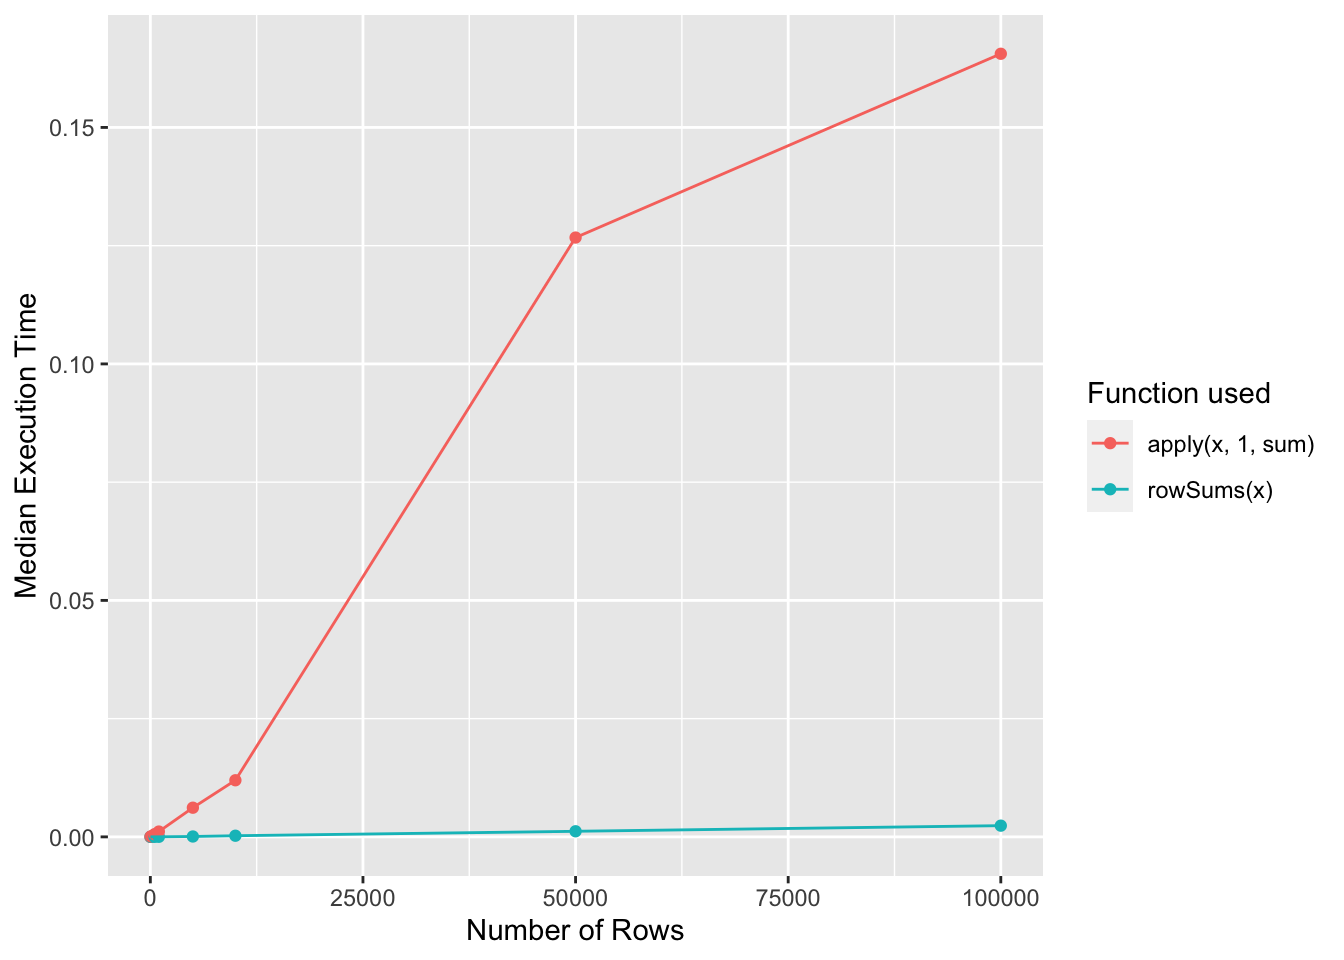 0.15
0.10
0.05
0.00
Median Execution Time
0
25000
50000
75000
100000
Number of Rows
Function used
apply(x, 1, sum)
rowSums(x)